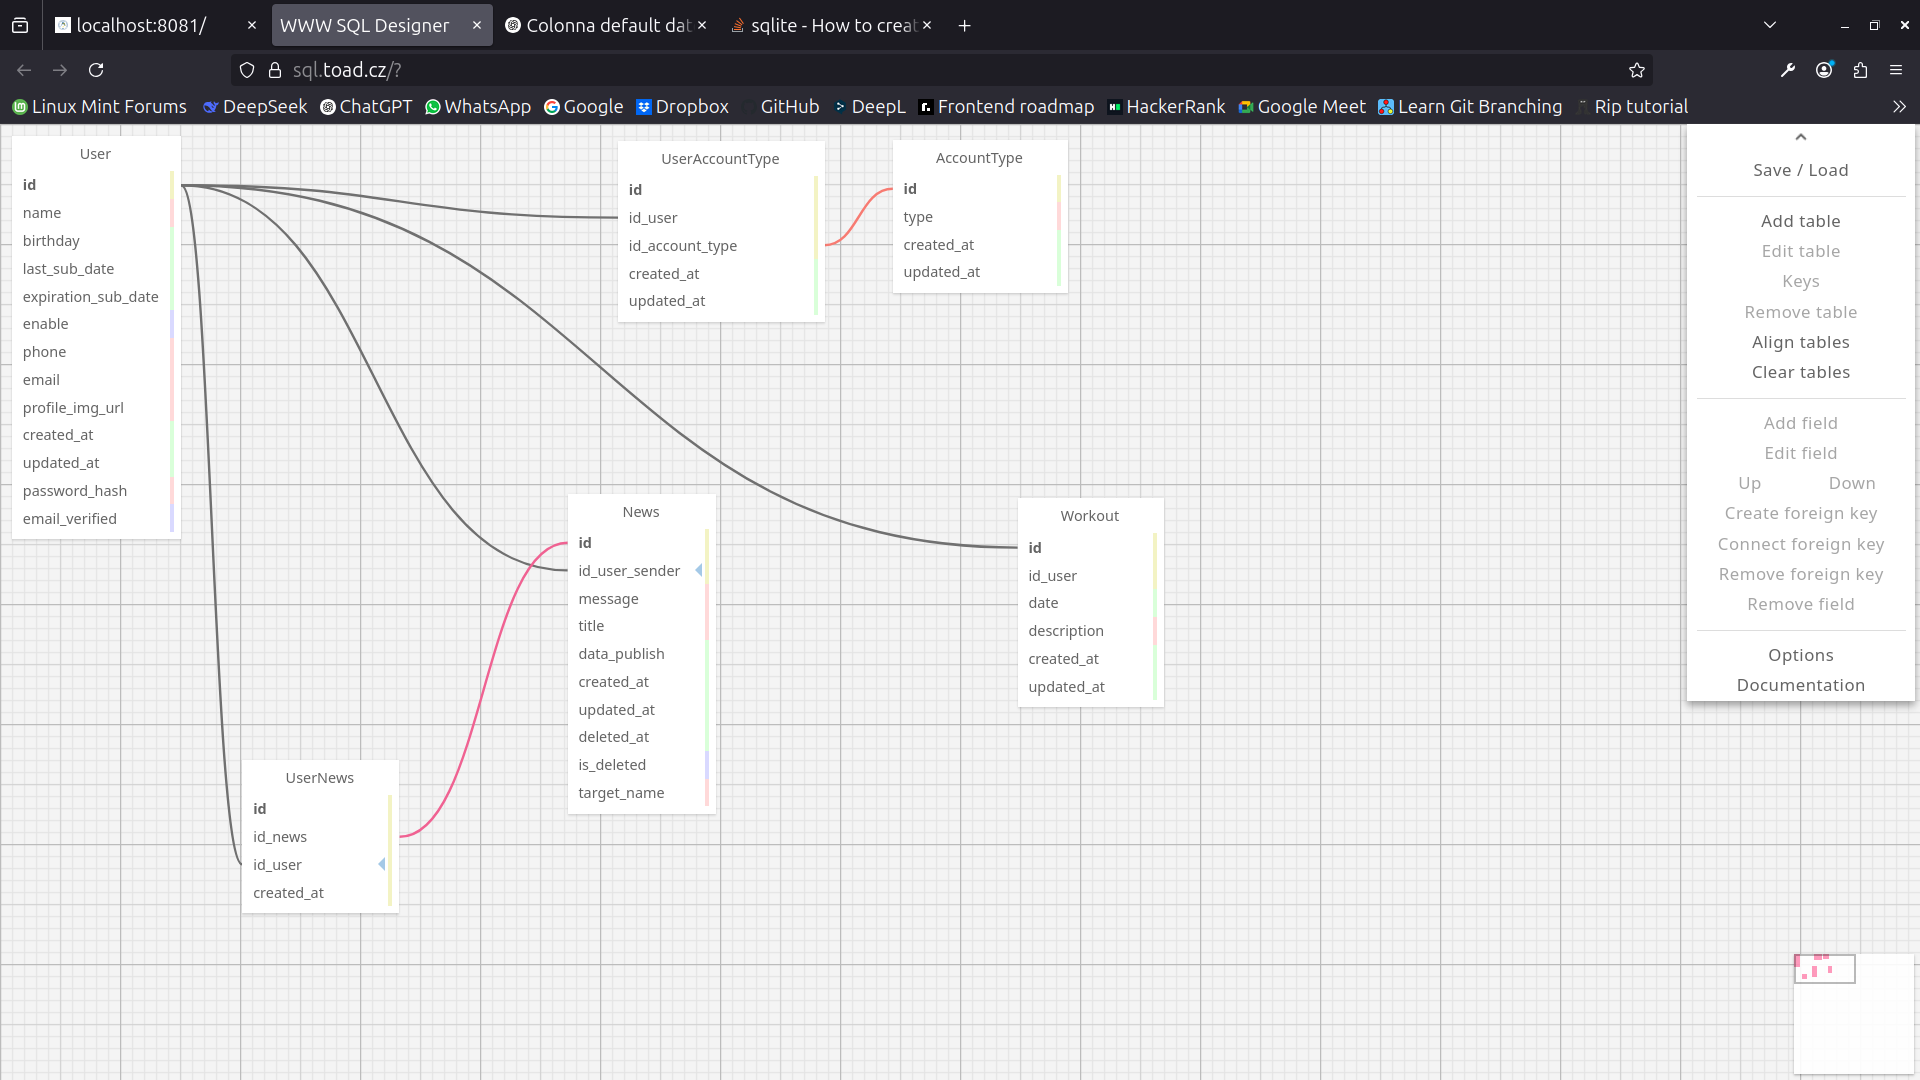 localhost:8081/
WWW SQL Designer
Colonna default dat
sqlite - How to creat
sql.toad.cz/?
Linux Mint Forums
DeepSeek
ChatGPT
WhatsApp
Google
Dropbox
GitHub
DeepL
Frontend roadmap
HackerRank
Google Meet
Learn Git Branching
Rip tutorial
User
id
name
birthday
last_sub_date
expiration_sub_date
enable
phone
email
profile_img_url
created_at
updated_at
password_hash
email_verified
UserAccountType
id
id_user
id_account_type
created_at
updated_at
AccountType
id
type
created_at
updated_at
News
id
id_user_sender
message
title
data_publish
created_at
updated_at
deleted_at
is_deleted
target_name
Workout
id
id_user
date
description
created_at
updated_at
UserNews
id
id_news
id_user
created_at
Save / Load
Add table
Edit table
Keys
Remove table
Align tables
Clear tables
Add field
Edit field
Up Down
Create foreign key
Connect foreign key
Remove foreign key
Remove field
Options
Documentation